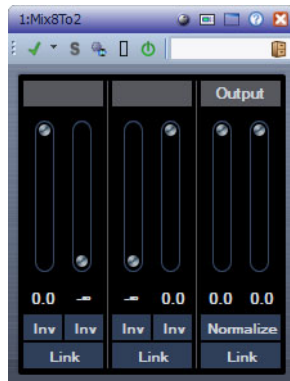 1:Mix8To2
S
Output
0.0 -∞ -∞ 0.0 0.0 0.0
Inv Inv Inv Inv Normalize
Link Link Link